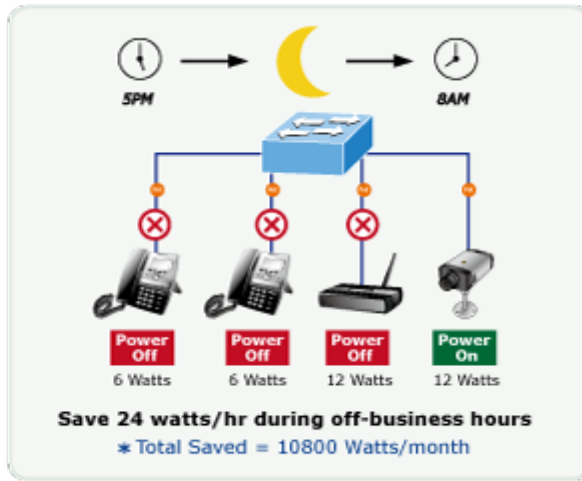 5PM 8AM
Power Off Power Off Power Off Power On
6 Watts 6 Watts 12 Watts 12 Watts
Save 24 watts/hr during off-business hours
* Total Saved = 10800 Watts/month